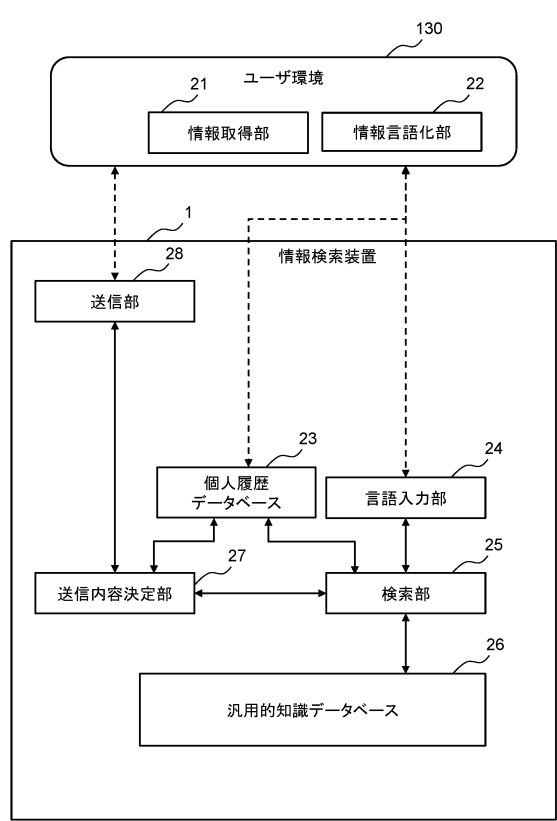 130
ユーザ環境
21
22
情報取得部
情報言語化部
1
情報検索装置
28
送信部
23
24
個人履歴
データベース
言語入力部
27
25
送信内容決定部
検索部
26
汎用的知識データベース